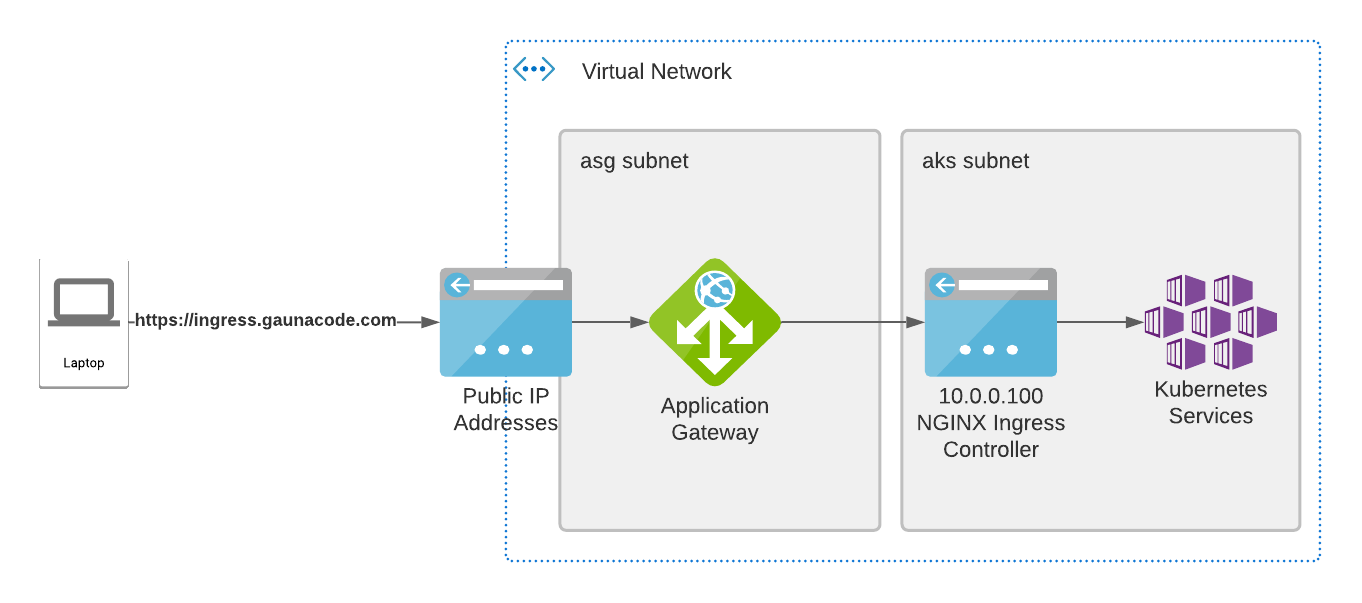 Virtual Network
asg subnet
aks subnet
https://ingress.gaunacode.com
Laptop
Public IP
Addresses
Application
Gateway
10.0.0.100
NGINX Ingress
Controller
Kubernetes
Services